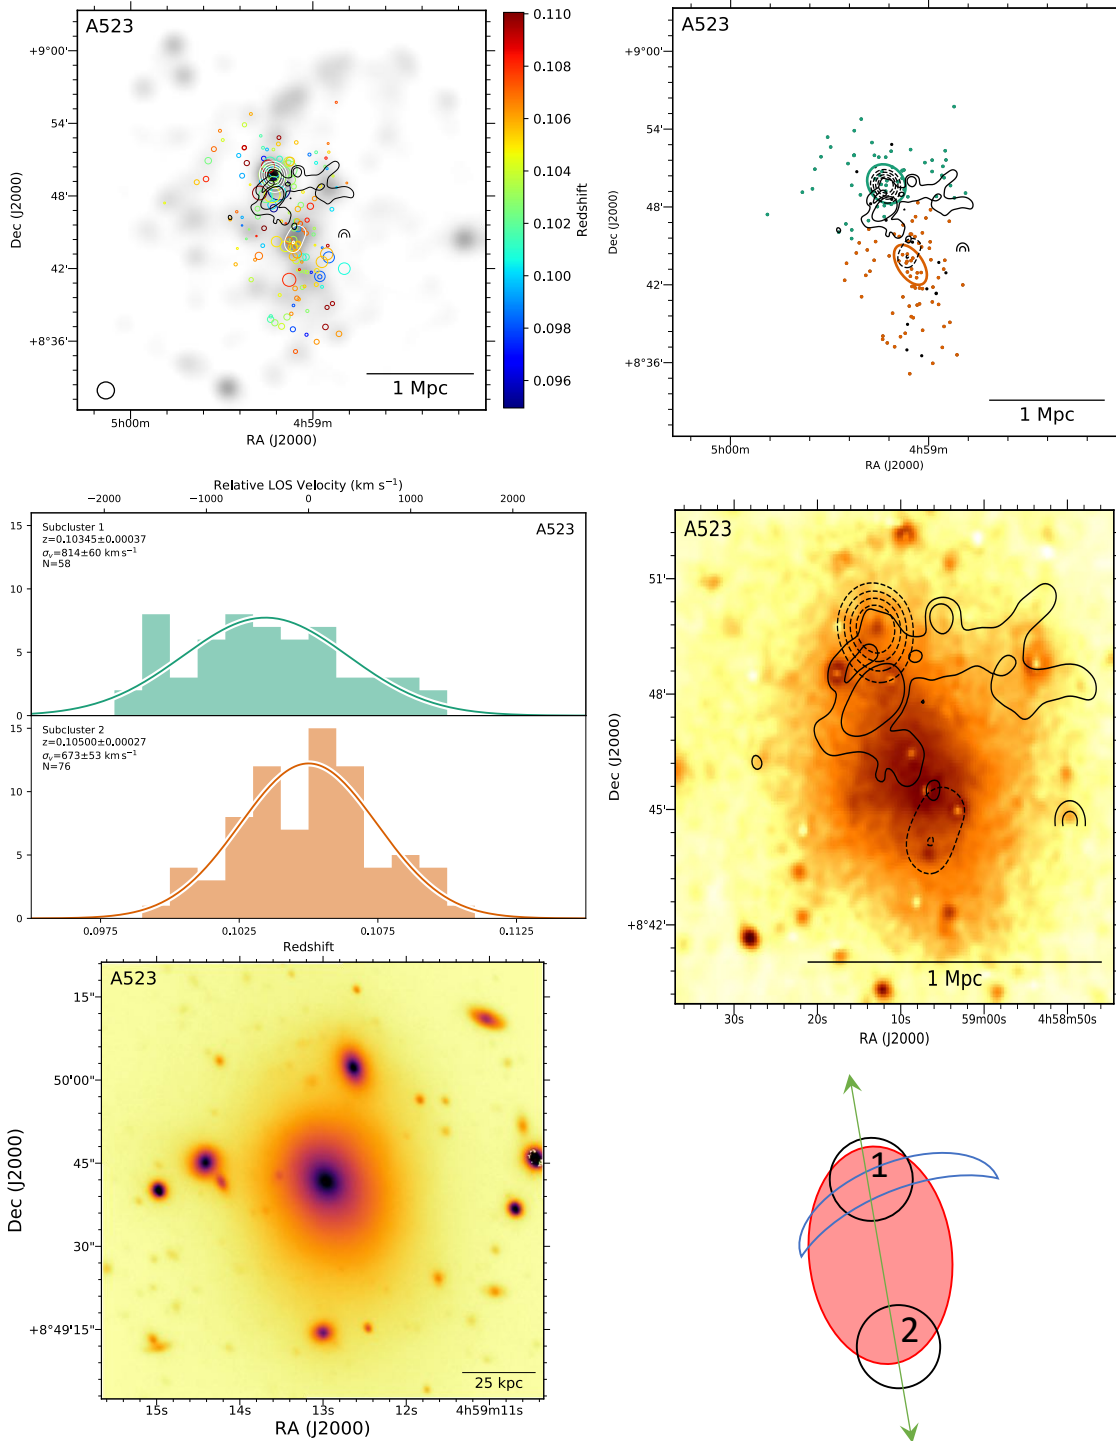 A523
+9°00'
54'
48'
42'
+8°36'
Dec (J2000)
5h00m
4h59m
RA (J2000)
1 Mpc
0.110
0.108
0.106
0.104
0.102
0.100
0.098
0.096
Redshift
A523
+9°00'
54'
48'
42'
+8°36'
Dec (J2000)
5h00m
4h59m
RA (J2000)
1 Mpc
Relative LOS Velocity (km s⁻¹)
−2000
−1000
0
1000
2000
Subcluster 1
z=0.10345±0.00037
σᵥ=814±60 km s⁻¹
N=58
A523
15
10
5
0
Subcluster 2
z=0.10500±0.00027
σᵥ=673±53 km s⁻¹
N=76
15
10
5
0
0.0975
0.1025
0.1075
0.1125
Redshift
A523
51'
48'
45'
+8°42'
Dec (J2000)
1 Mpc
30s
20s
10s
59m00s
4h58m50s
RA (J2000)
A523
15"
50'00"
45"
30"
+8°49'15"
Dec (J2000)
25 kpc
15s
14s
13s
12s
4h59m11s
RA (J2000)
1
2